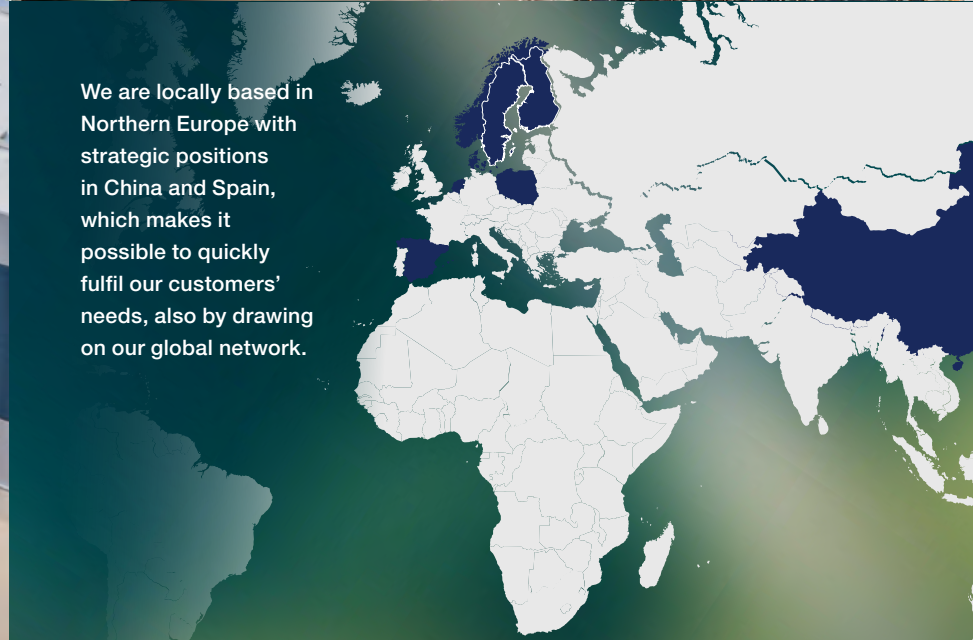 We are locally based in
Northern Europe with
strategic positions
in China and Spain,
which makes it
possible to quickly
fulfil our customers’
needs, also by drawing
on our global network.